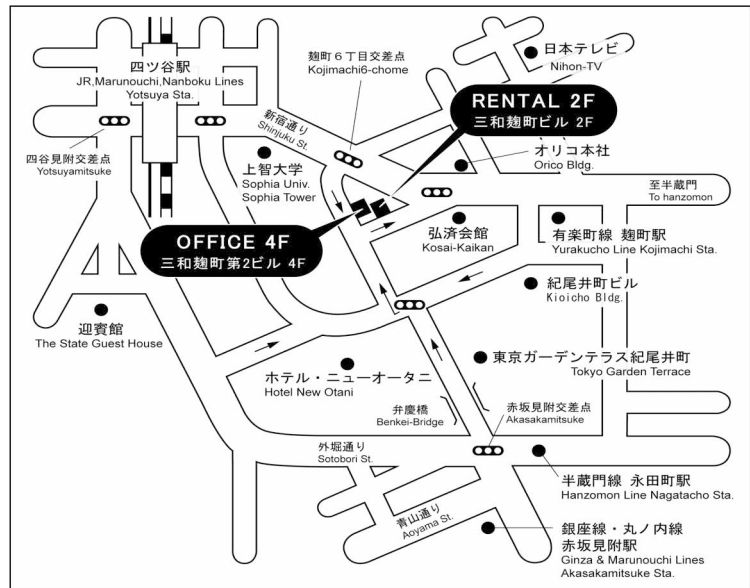 四ツ谷駅
JR,Marunouchi,Nanboku Lines
Yotsuya Sta.
麹町6丁目交差点
Kojimachi6-chome
日本テレビ
Nihon-TV
RENTAL 2F
三和麹町ビル 2F
新宿通り
Shinjuku St.
四谷見附交差点
Yotsuyamitsuke
上智大学
Sophia Univ.
Sophia Tower
オリコ本社
Orico Bldg.
至半蔵門
To hanzomon
OFFICE 4F
三和麹町第2ビル 4F
弘済会館
Kosai-Kaikan
有楽町線 麹町駅
Yurakucho Line Kojimachi Sta.
紀尾井町ビル
Kioicho Bldg.
迎賓館
The State Guest House
ホテル・ニューオータニ
Hotel New Otani
東京ガーデンテラス紀尾井町
Tokyo Garden Terrace
弁慶橋
Benkei-Bridge
赤坂見附交差点
Akasakamitsuke
外堀通り
Sotobori St.
半蔵門線 永田町駅
Hanzomon Line Nagatacho Sta.
青山通り
Aoyama St.
銀座線・丸ノ内線
赤坂見附駅
Ginza & Marunouchi Lines
Akasakamitsuke Sta.